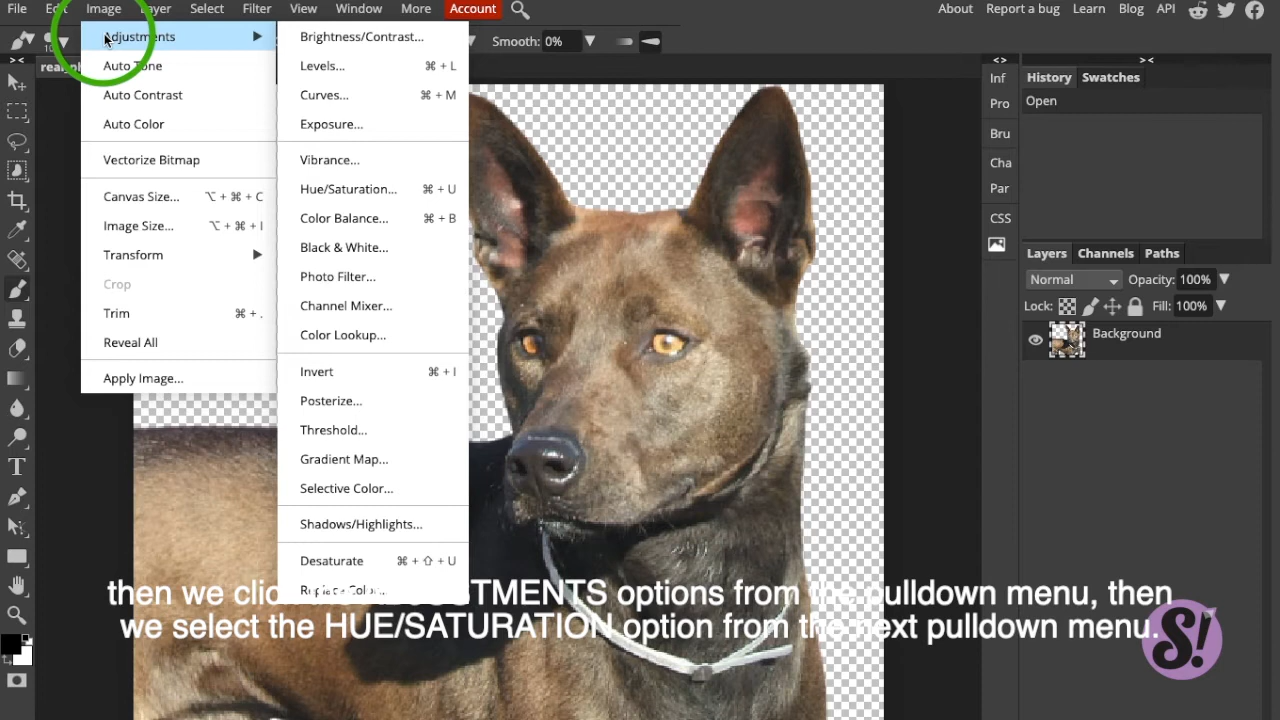 File Edit Image Layer Select Filter View Window More Account About Report a bug Learn Blog API
Smooth: 0%
Adjustments
Auto Tone
Auto Contrast
Auto Color
Vectorize Bitmap
Canvas Size... ⌥ + ⌘ + C
Image Size... ⌥ + ⌘ + I
Transform
Crop
Trim ⌘ + .
Reveal All
Apply Image...
Brightness/Contrast...
Levels... ⌘ + L
Curves... ⌘ + M
Exposure...
Vibrance...
Hue/Saturation... ⌘ + U
Color Balance... ⌘ + B
Black & White...
Photo Filter...
Channel Mixer...
Color Lookup...
Invert ⌘ + I
Posterize...
Threshold...
Gradient Map...
Selective Color...
Shadows/Highlights...
Desaturate ⌘ + ⇧ + U
Replace Color...
Inf
Pro
Bru
Cha
Par
CSS
History Swatches
Open
Layers Channels Paths
Normal Opacity: 100%
Lock: Fill: 100%
Background
then we click ADJUSTMENTS options from the pulldown menu, then
we select the HUE/SATURATION option from the next pulldown menu.
S!